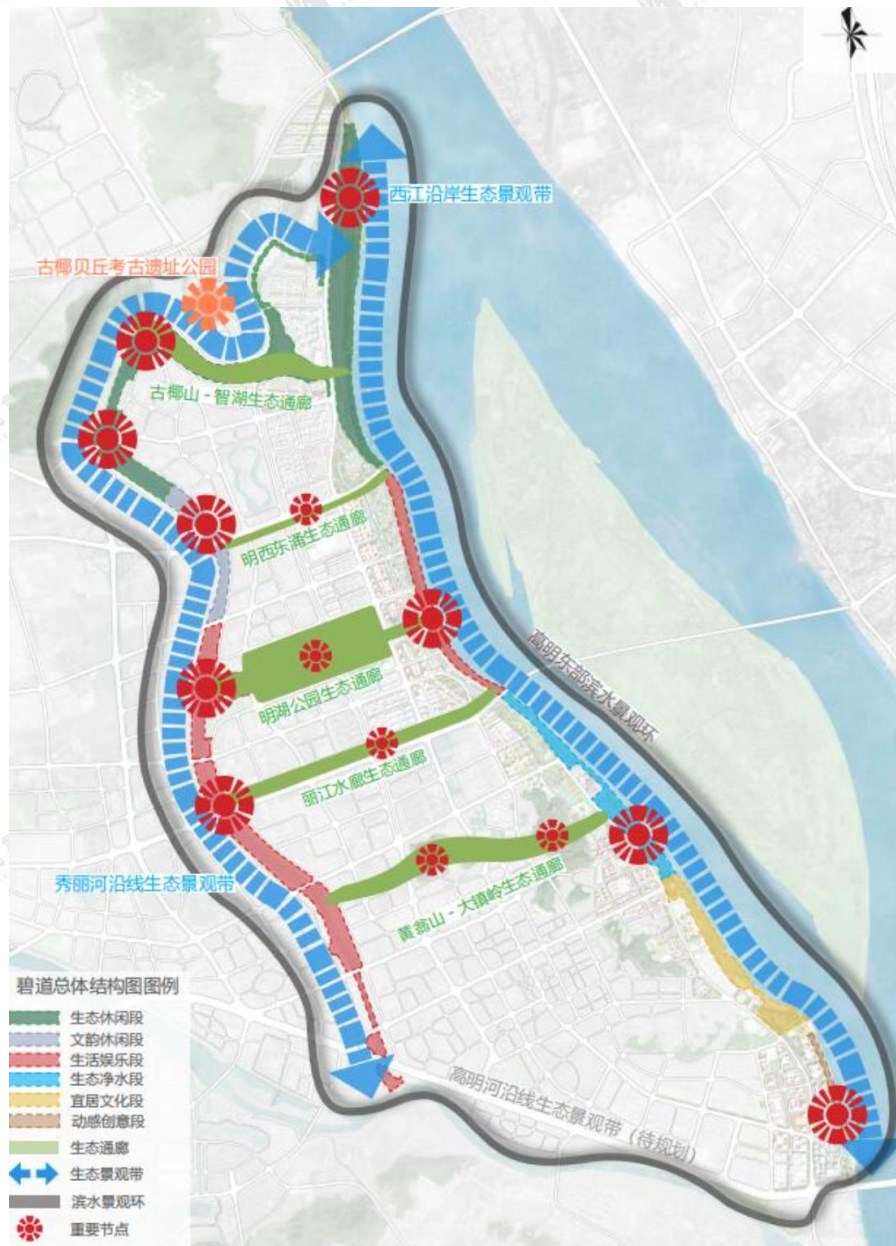 西江沿岸生态景观带
古椰贝丘考古遗址公园
古椰山-智湖生态通廊
明西东涌生态通廊
高明东部滨水景观环
明湖公园生态通廊
丽江水廊生态通廊
秀丽河沿线生态景观带
黄翁山-大镇岭生态通廊
高明河沿线生态景观带（待规划）
碧道总体结构图图例
生态休闲段
文韵休闲段
生活娱乐段
生态净水段
宜居文化段
动感创意段
生态通廊
生态景观带
滨水景观环
重要节点